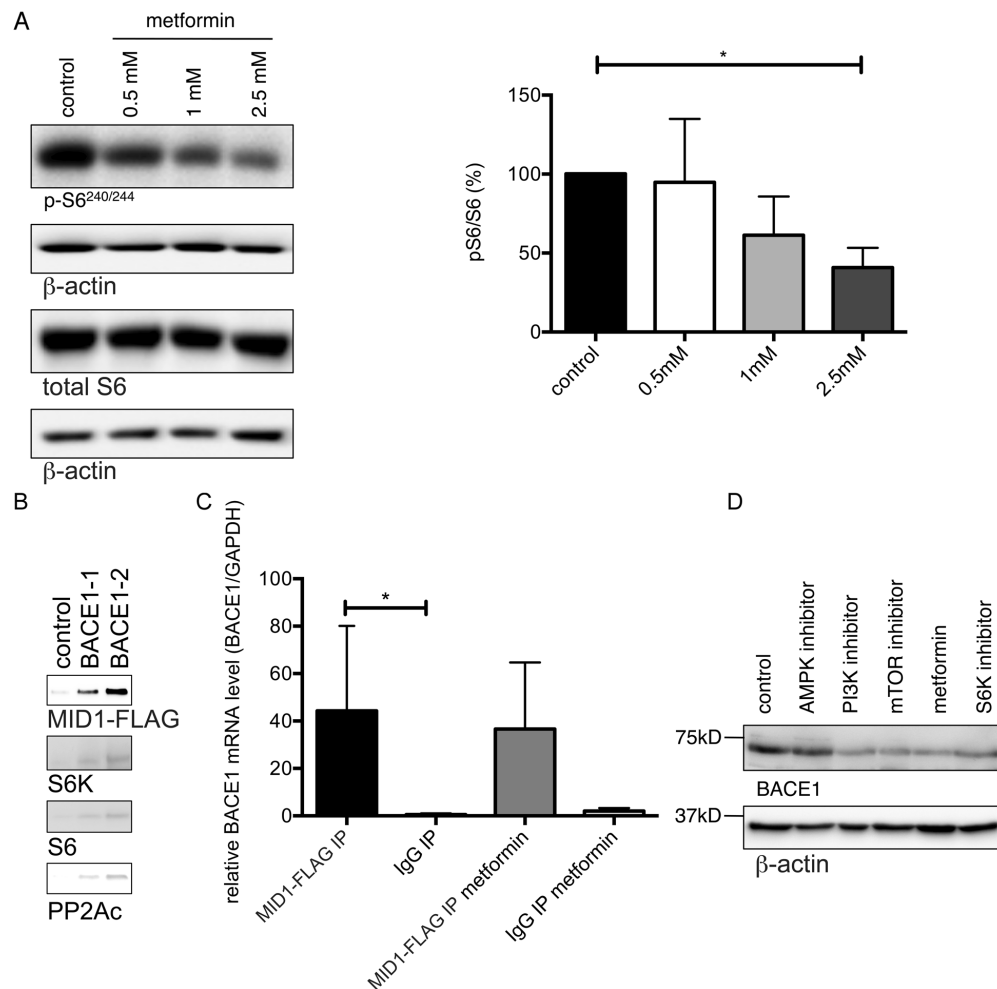 A
metformin
control
0.5 mM
1 mM
2.5 mM
p-S6240/244
β-actin
total S6
β-actin
*
pS6/S6 (%)
150
100
50
0
control
0.5mM
1mM
2.5mM
B
control
BACE1-1
BACE1-2
MID1-FLAG
S6K
S6
PP2Ac
C
relative BACE1 mRNA level (BACE1/GAPDH)
100
80
60
40
20
0
*
MID1-FLAG IP
IgG IP
MID1-FLAG IP metformin
IgG IP metformin
D
control
AMPK inhibitor
PI3K inhibitor
mTOR inhibitor
metformin
S6K inhibitor
75kD
BACE1
37kD
β-actin